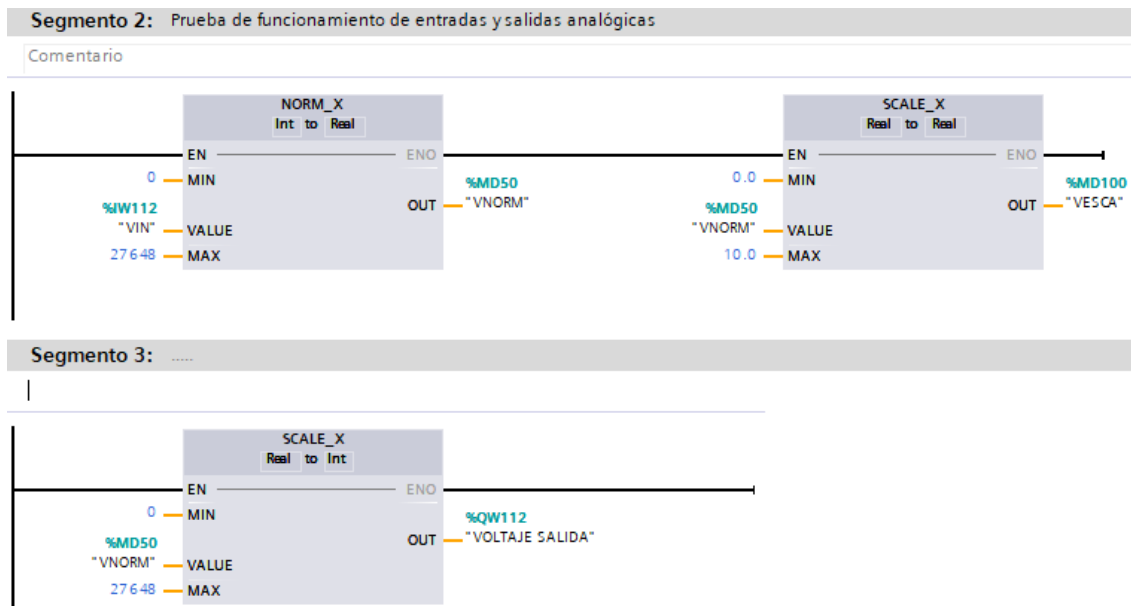 Segmento 2: Prueba de funcionamiento de entradas y salidas analógicas
Comentario
NORM_X
Int to Real
EN
ENO
0
MIN
%IW112
"VIN"
VALUE
27648
MAX
OUT
%MD50
"VNORM"
SCALE_X
Real to Real
EN
ENO
0.0
MIN
%MD50
"VNORM"
VALUE
10.0
MAX
OUT
%MD100
"VESCA"
Segmento 3: .....
SCALE_X
Real to Int
EN
ENO
0
MIN
%MD50
"VNORM"
VALUE
27648
MAX
OUT
%QW112
"VOLTAJE SALIDA"